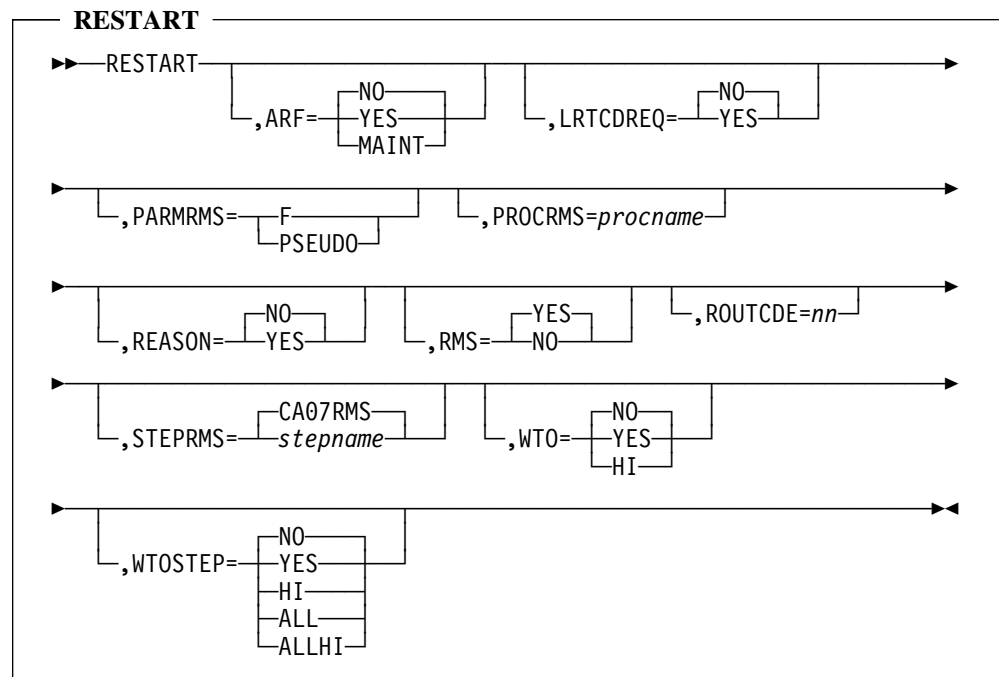 RESTART
RESTART
,ARF= NO YES MAINT
,LRTCDREQ= NO YES
,PARMRMS= F PSEUDO
,PROCRMS=procname
,REASON= NO YES
,RMS= YES NO
,ROUTCDE=nn
,STEPRMS= CA07RMS stepname
,WTO= NO YES HI
,WTOSTEP= NO YES HI ALL ALLHI